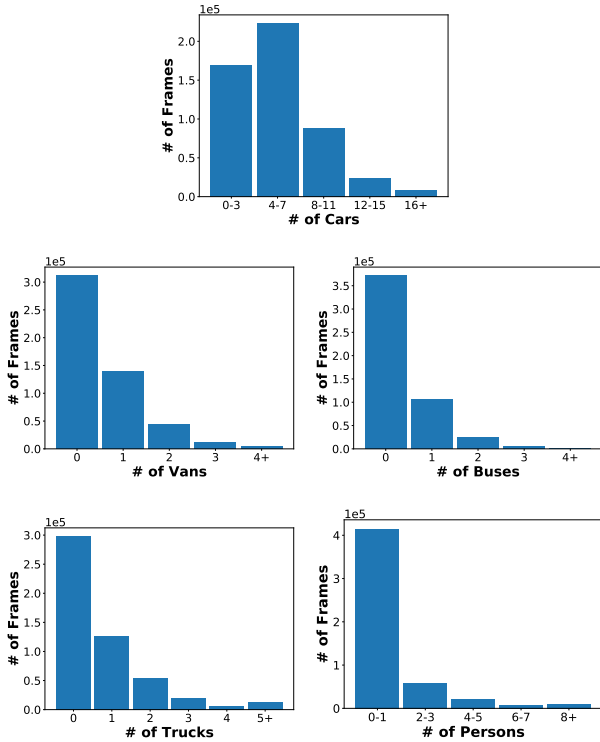 1e5
# of Frames
2.0
1.5
1.0
0.5
0.0
0-3 4-7 8-11 12-15 16+
# of Cars
1e5
# of Frames
3.0
2.5
2.0
1.5
1.0
0.5
0.0
0 1 2 3 4+
# of Vans
1e5
# of Frames
3.5
3.0
2.5
2.0
1.5
1.0
0.5
0.0
0 1 2 3 4+
# of Buses
1e5
# of Frames
3.0
2.5
2.0
1.5
1.0
0.5
0.0
0 1 2 3 4 5+
# of Trucks
1e5
# of Frames
4
3
2
1
0
0-1 2-3 4-5 6-7 8+
# of Persons